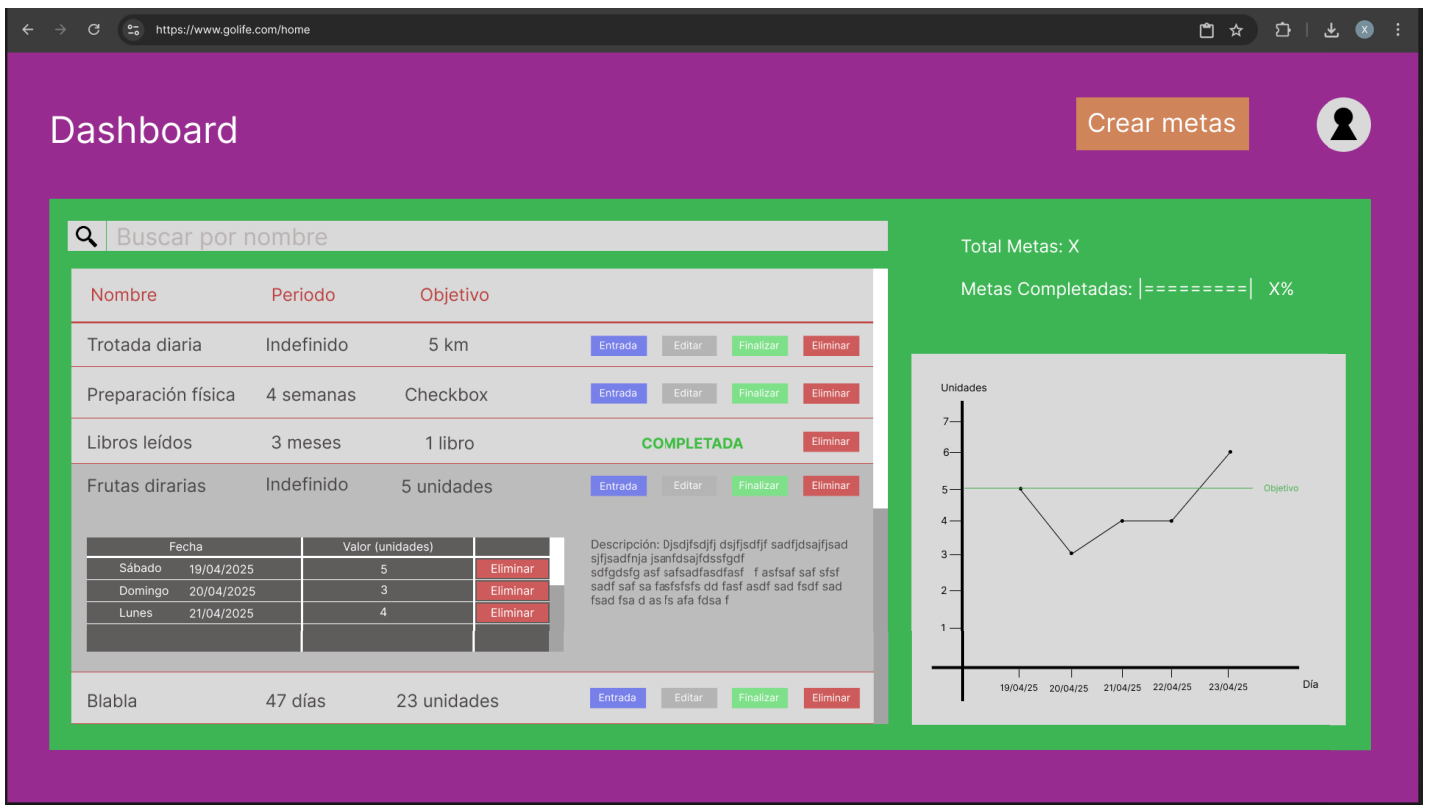 https://www.golife.com/home
X
Dashboard
Crear metas
Buscar por nombre
Total Metas: X
Metas Completadas: |=========| X%
Nombre Periodo Objetivo
Trotada diaria Indefinido 5 km Entrada Editar Finalizar Eliminar
Preparación física 4 semanas Checkbox Entrada Editar Finalizar Eliminar
Libros leídos 3 meses 1 libro COMPLETADA Eliminar
Frutas dirarias Indefinido 5 unidades Entrada Editar Finalizar Eliminar
Fecha Valor (unidades)
Sábado 19/04/2025 5 Eliminar
Domingo 20/04/2025 3 Eliminar
Lunes 21/04/2025 4 Eliminar
Descripción: Djsdjfsdjfj dsjfjsdfjf sadfjdsajfjsad
sjfjsadfnja jsanfdsajfdssfgdf
sdfgdsfg asf safsadfasdfasf f asfsaf saf sfsf
sadf saf sa fasfsfsfs dd fasf asdf sad fsdf sad
fsad fsa d as fs afa fdsa f
Blabla 47 días 23 unidades Entrada Editar Finalizar Eliminar
Unidades
7
6
5
Objetivo
4
3
2
1
19/04/25 20/04/25 21/04/25 22/04/25 23/04/25 Día